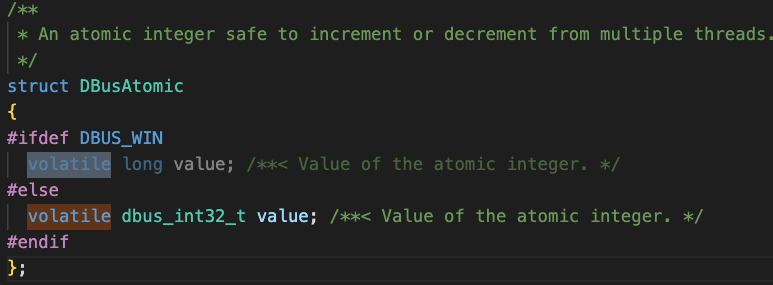 /**
 * An atomic integer safe to increment or decrement from multiple threads.
 */
struct DBusAtomic
{
#ifdef DBUS_WIN
  volatile long value; /**< Value of the atomic integer. */
#else
  volatile dbus_int32_t value; /**< Value of the atomic integer. */
#endif
};